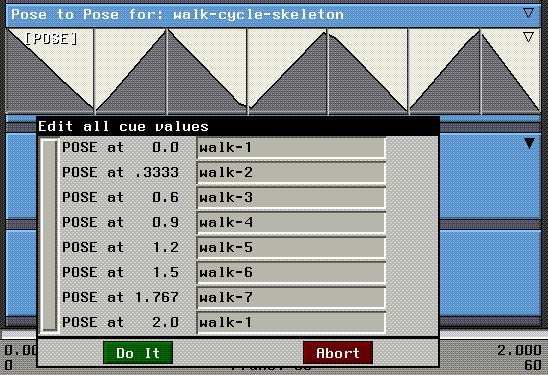 Pose to Pose for: walk-cycle-skeleton
[POSE]
Edit all cue values
POSE at 0.0 walk-1
POSE at .3333 walk-2
POSE at 0.6 walk-3
POSE at 0.9 walk-4
POSE at 1.2 walk-5
POSE at 1.5 walk-6
POSE at 1.767 walk-7
POSE at 2.0 walk-1
Do It Abort
2.000
0 60